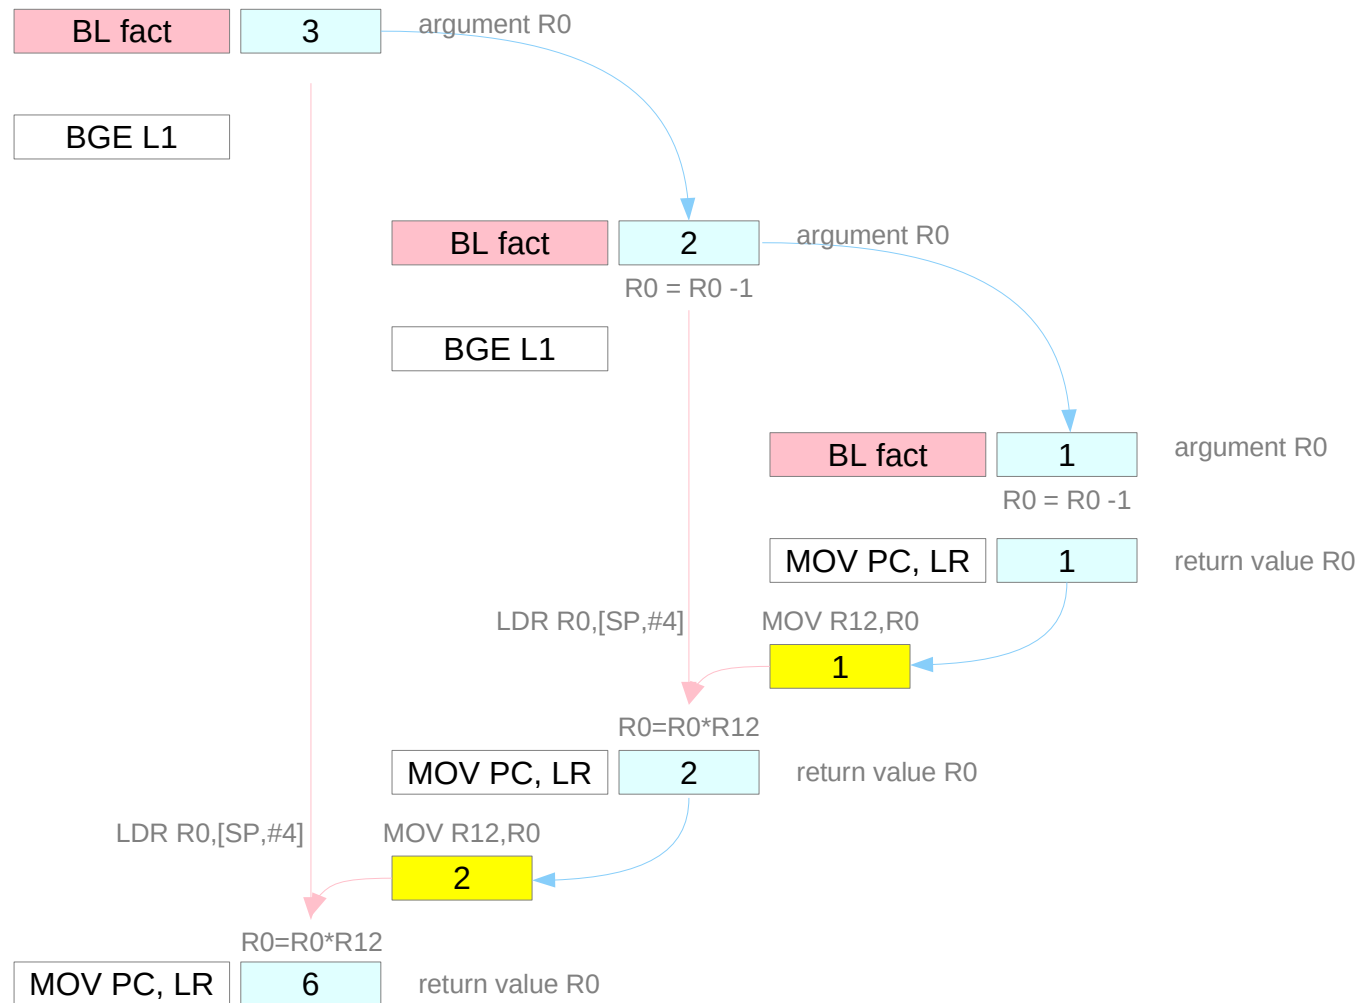 BL fact 3 argument R0
BGE L1
BL fact 2 argument R0
R0 = R0 -1
BGE L1
BL fact 1 argument R0
R0 = R0 -1
MOV PC, LR 1 return value R0
LDR R0,[SP,#4] MOV R12,R0
1
R0=R0*R12
MOV PC, LR 2 return value R0
LDR R0,[SP,#4] MOV R12,R0
2
R0=R0*R12
MOV PC, LR 6 return value R0